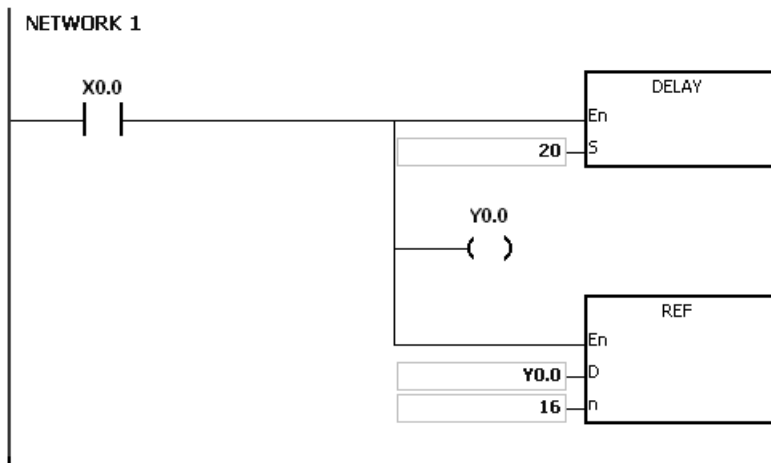 NETWORK 1
X0.0
DELAY
En
20 S
Y0.0
REF
En
Y0.0 D
16 n